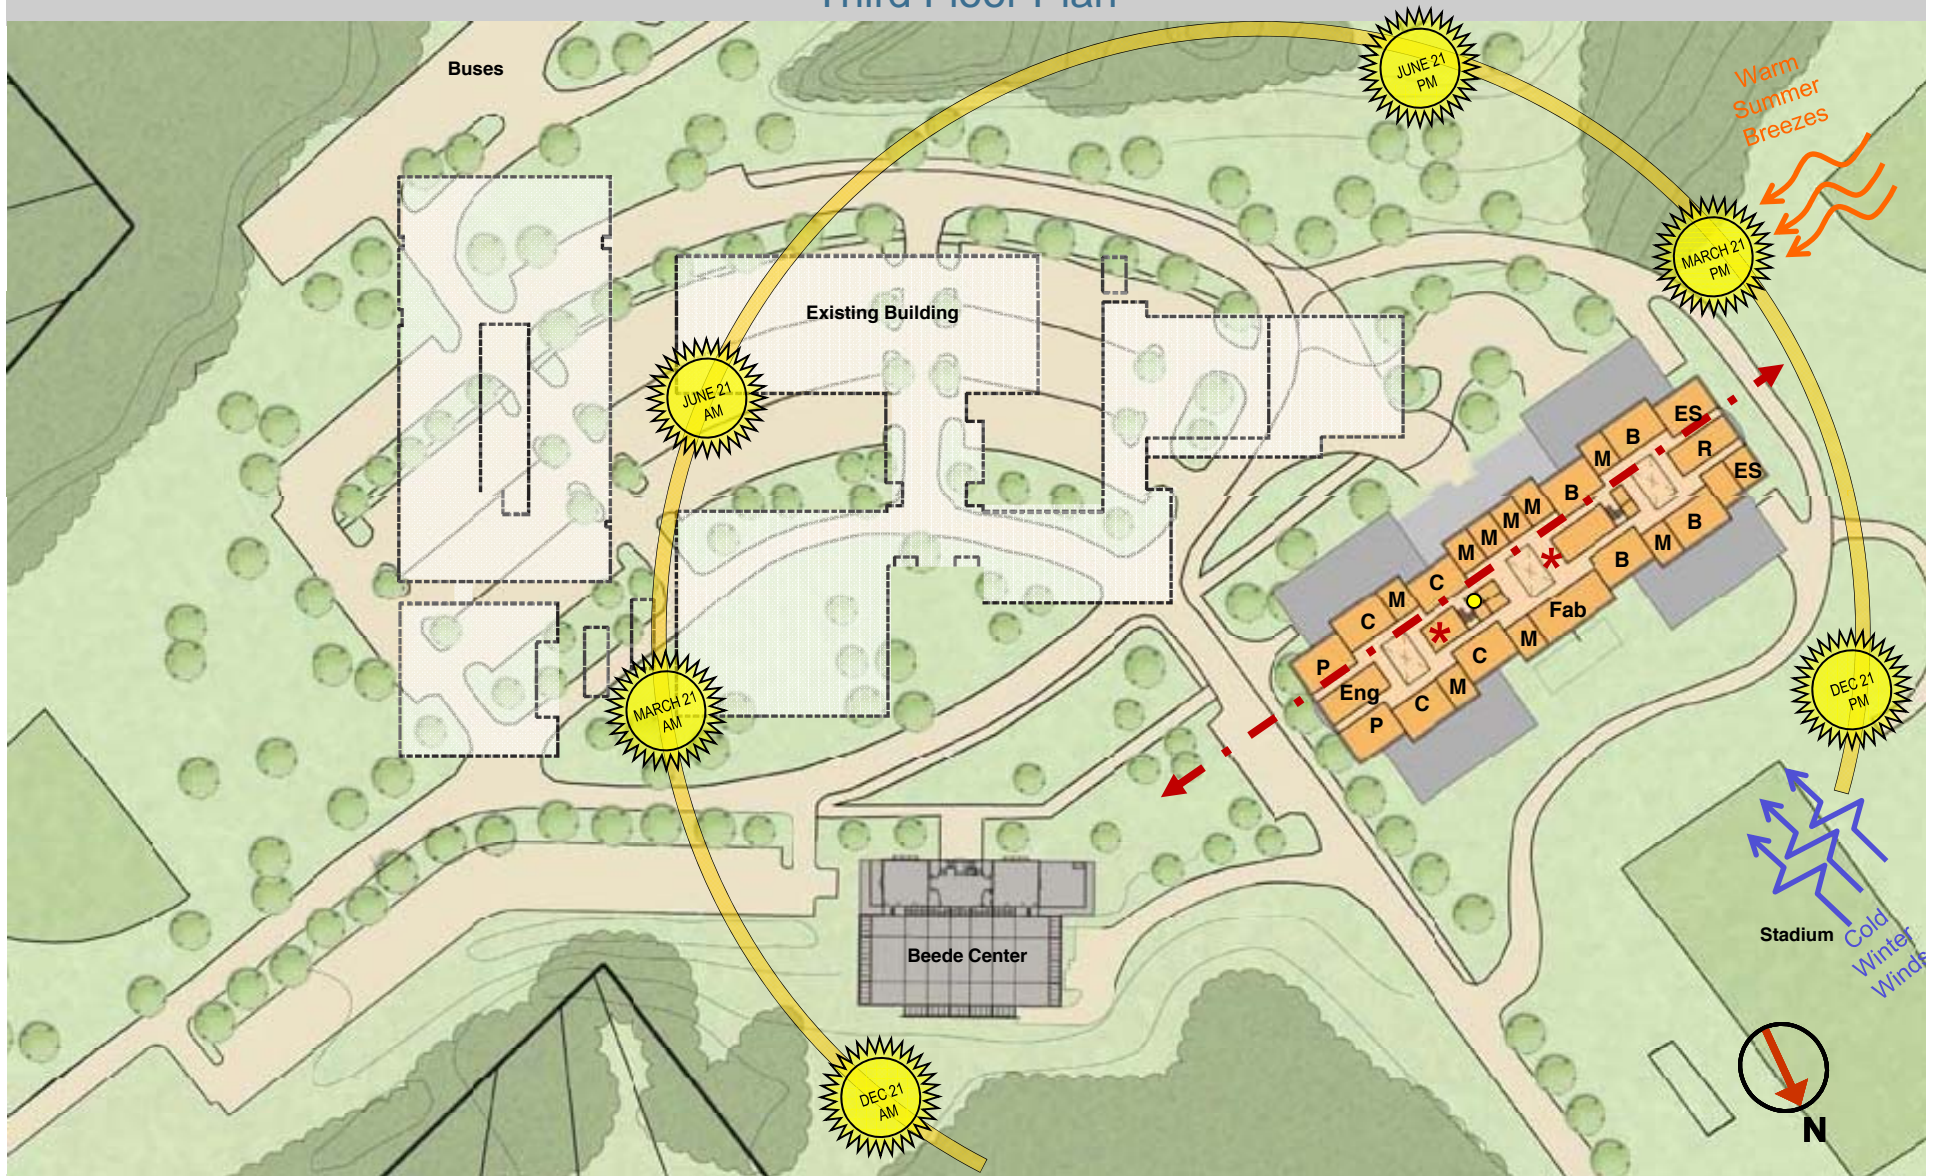 Third Floor Plan
Buses
JUNE 21
PM
Warm
Summer
Breezes
MARCH 21
PM
Existing Building
JUNE 21
AM
ES
B
R
M
ES
B
M
M
B
M
M
M
M
B
C
*
M
Fab
C
*
M
P
C
Eng
M
C
P
MARCH 21
AM
DEC 21
PM
Stadium
Cold
Winter
Winds
Beede Center
DEC 21
AM
N